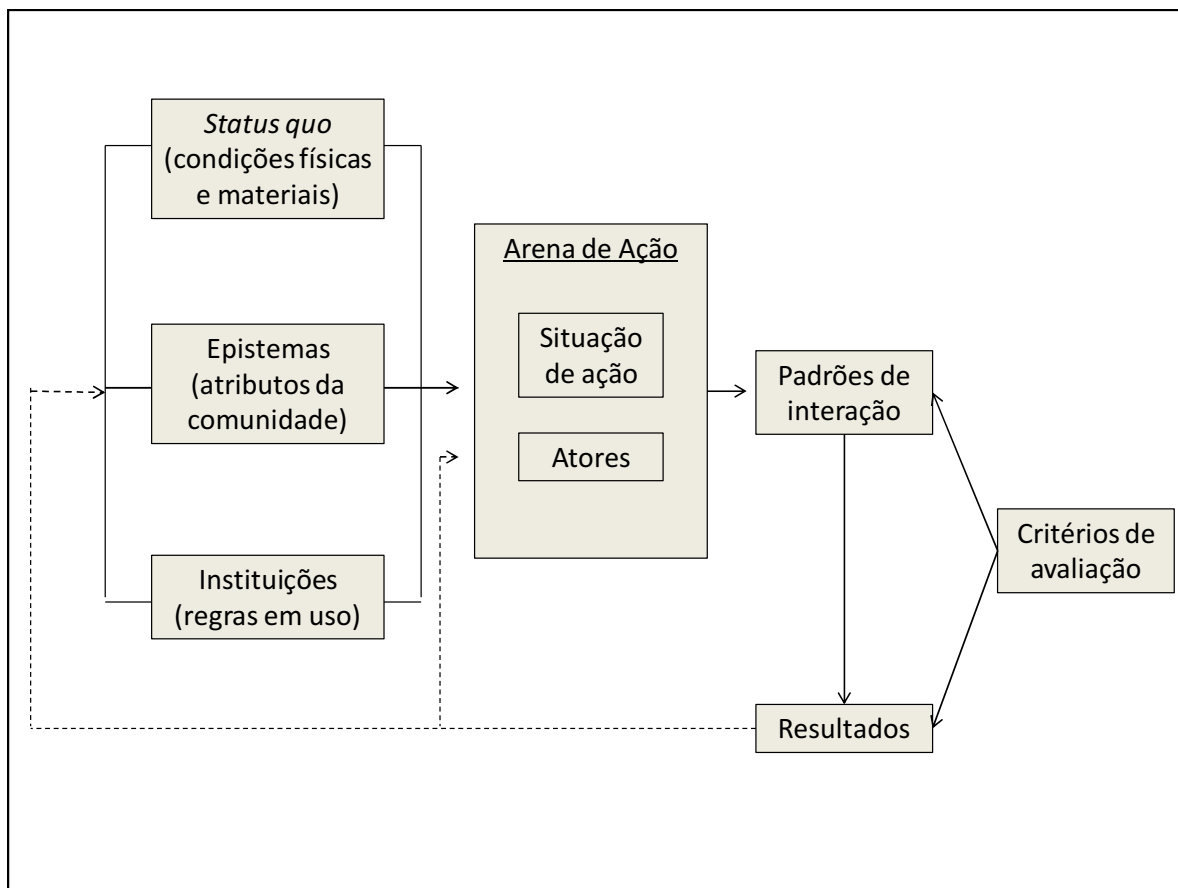 Status quo
(condições físicas
e materiais)
Epistemas
(atributos da
comunidade)
Instituições
(regras em uso)
Arena de Ação
Situação
de ação
Atores
Padrões de
interação
Resultados
Critérios de
avaliação